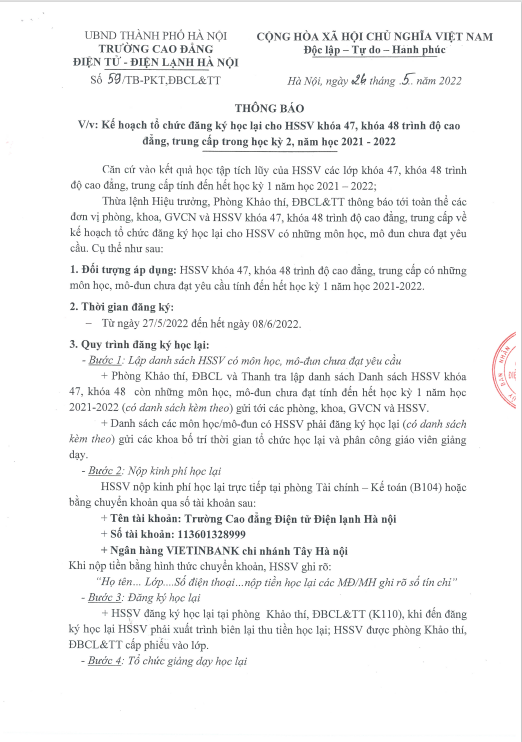 UBND THÀNH PHỐ HÀ NỘI
TRƯỜNG CAO ĐẲNG
ĐIỆN TỬ - ĐIỆN LẠNH HÀ NỘI
Số 59/TB-PKT,ĐBCL&TT
CỘNG HÒA XÃ HỘI CHỦ NGHĨA VIỆT NAM
Độc lập – Tự do – Hạnh phúc
Hà Nội, ngày 26 tháng 5 năm 2022
THÔNG BÁO
V/v: Kế hoạch tổ chức đăng ký học lại cho HSSV khóa 47, khóa 48 trình độ cao
đẳng, trung cấp trong học kỳ 2, năm học 2021 - 2022
Căn cứ vào kết quả học tập tích lũy của HSSV các lớp khóa 47, khóa 48 trình
độ cao đẳng, trung cấp tính đến hết học kỳ 1 năm học 2021 – 2022;
Thừa lệnh Hiệu trưởng, Phòng Khảo thí, ĐBCL&TT thông báo tới toàn thể các
đơn vị phòng, khoa, GVCN và HSSV khóa 47, khóa 48 trình độ cao đẳng, trung cấp về
kế hoạch tổ chức đăng ký học lại cho HSSV có những môn học, mô đun chưa đạt yêu
cầu. Cụ thể như sau:
1. Đối tượng áp dụng: HSSV khóa 47, khóa 48 trình độ cao đẳng, trung cấp có những
môn học, mô-đun chưa đạt yêu cầu tính đến hết học kỳ 1 năm học 2021-2022.
2. Thời gian đăng ký:
– Từ ngày 27/5/2022 đến hết ngày 08/6/2022.
3. Quy trình đăng ký học lại:
- Bước 1: Lập danh sách HSSV có môn học, mô-đun chưa đạt yêu cầu
+ Phòng Khảo thí, ĐBCL và Thanh tra lập danh sách Danh sách HSSV khóa
47, khóa 48 còn những môn học, mô-đun chưa đạt tính đến hết học kỳ 1 năm học
2021-2022 (có danh sách kèm theo) gửi tới các phòng, khoa, GVCN và HSSV.
+ Danh sách các môn học/mô-đun có HSSV phải đăng ký học lại (có danh sách
kèm theo) gửi các khoa bố trí thời gian tổ chức học lại và phân công giáo viên giảng
dạy.
- Bước 2: Nộp kinh phí học lại
HSSV nộp kinh phí học lại trực tiếp tại phòng Tài chính – Kế toán (B104) hoặc
bằng chuyển khoản qua số tài khoản sau:
+ Tên tài khoản: Trường Cao đẳng Điện tử Điện lạnh Hà nội
+ Số tài khoản: 113601328999
+ Ngân hàng VIETINBANK chi nhánh Tây Hà nội
Khi nộp tiền bằng hình thức chuyển khoản, HSSV ghi rõ:
“Họ tên… Lớp....Số điện thoại…nộp tiền học lại các MĐ/MH ghi rõ số tín chỉ”
- Bước 3: Đăng ký học lại
+ HSSV đăng ký học lại tại phòng Khảo thí, ĐBCL&TT (K110), khi đến đăng
ký học lại HSSV phải xuất trình biên lai thu tiền học lại; HSSV được phòng Khảo thí,
ĐBCL&TT cấp phiếu vào lớp.
- Bước 4: Tổ chức giảng dạy học lại